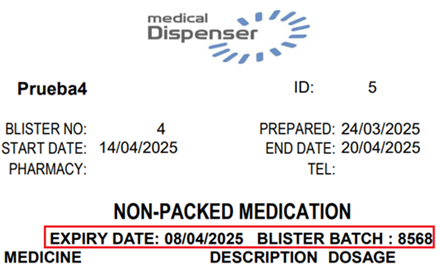 medical
Dispenser
Prueba4 ID: 5
BLISTER NO: 4 PREPARED: 24/03/2025
START DATE: 14/04/2025 END DATE: 20/04/2025
PHARMACY: TEL:
NON-PACKED MEDICATION
EXPIRY DATE: 08/04/2025 BLISTER BATCH : 8568
MEDICINE DESCRIPTION DOSAGE